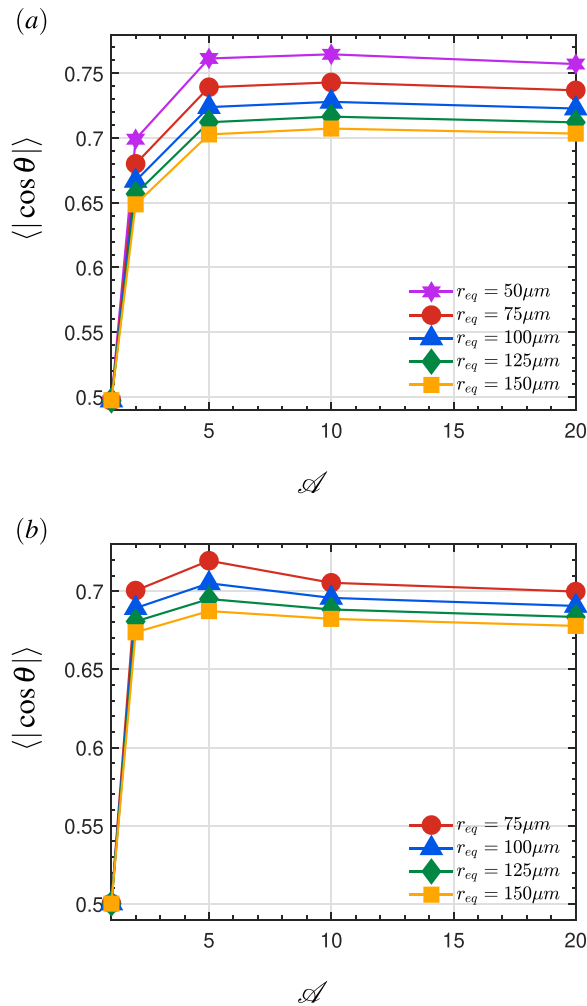 (a)
⟨|cos θ|⟩
0.75
0.7
0.65
0.6
0.55
0.5
r_eq = 50μm
r_eq = 75μm
r_eq = 100μm
r_eq = 125μm
r_eq = 150μm
5 10 15 20
𝒜
(b)
⟨|cos θ|⟩
0.7
0.65
0.6
0.55
0.5
r_eq = 75μm
r_eq = 100μm
r_eq = 125μm
r_eq = 150μm
5 10 15 20
𝒜